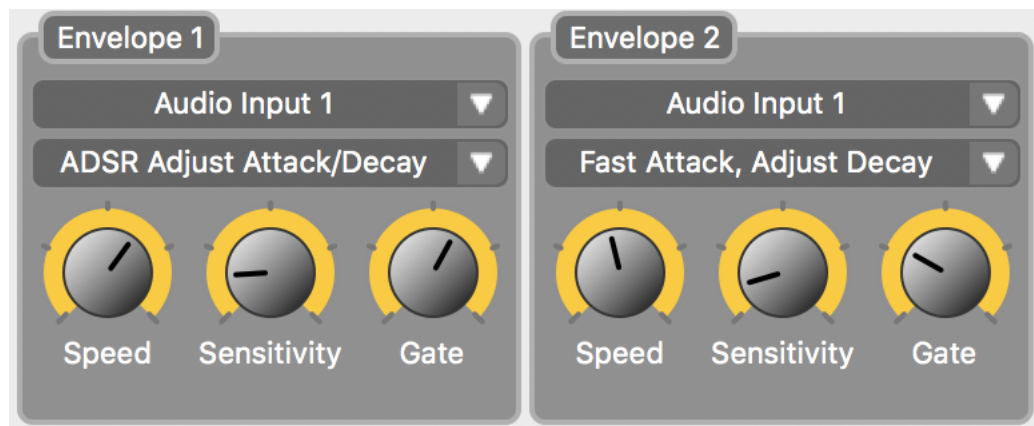 Envelope 1
Audio Input 1
ADSR Adjust Attack/Decay
Speed Sensitivity Gate
Envelope 2
Audio Input 1
Fast Attack, Adjust Decay
Speed Sensitivity Gate